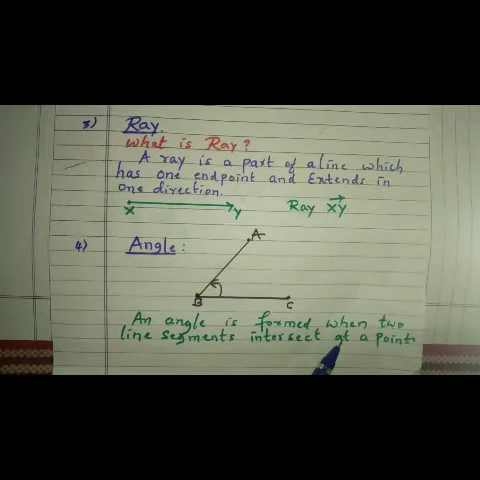 3) Ray.
What is Ray?
A ray is a part of a line which
has one endpoint and Extends in
one direction.
X Y Ray XY
4) Angle:
A
B C
An angle is formed when two
line segments intersect at a point.